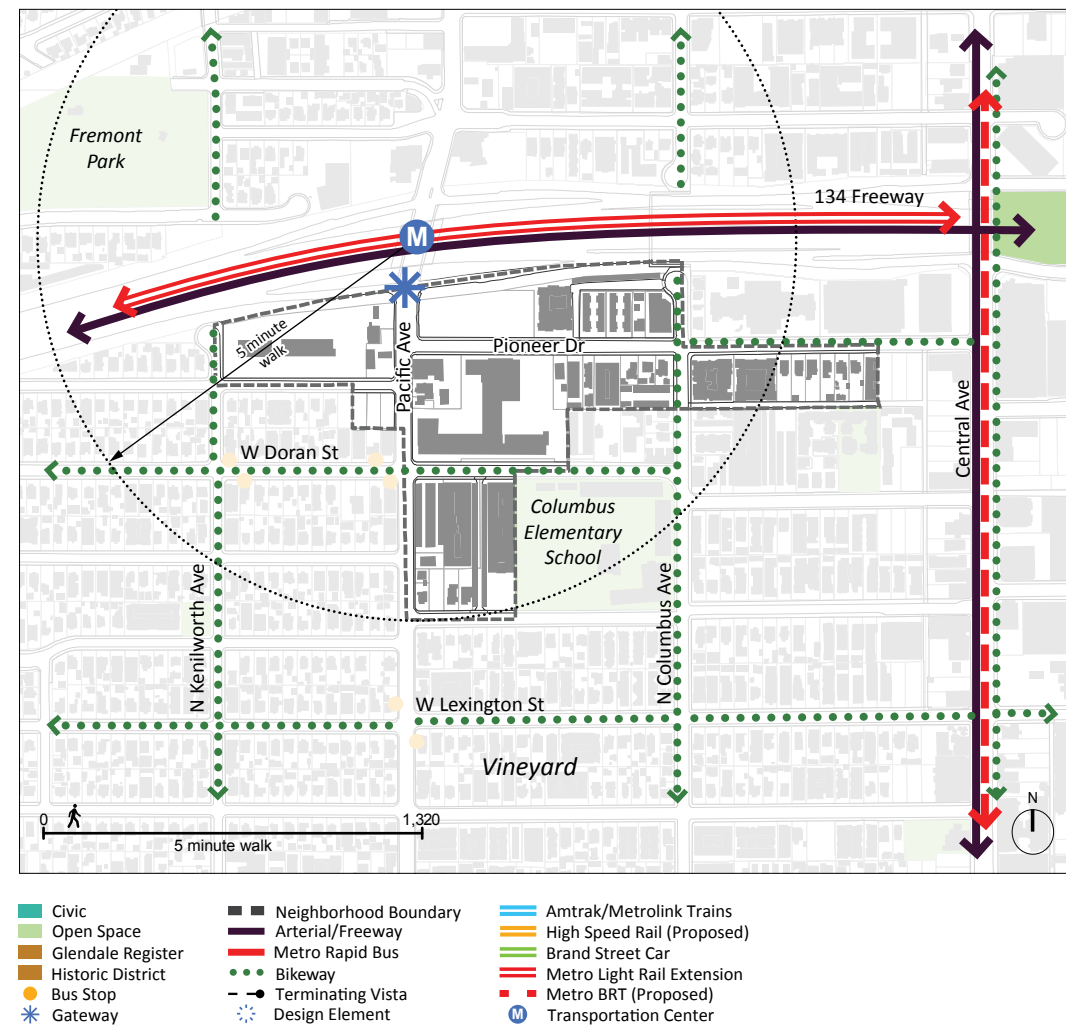 Fremont
Park
134 Freeway
M
5 minute
walk
Pacific Ave
Pioneer Dr
Central Ave
W Doran St
Columbus
Elementary
School
N Kenilworth Ave
N Columbus Ave
W Lexington St
Vineyard
0
1,320
5 minute walk
N
Civic
Open Space
Glendale Register
Historic District
Bus Stop
Gateway
Neighborhood Boundary
Arterial/Freeway
Metro Rapid Bus
Bikeway
Terminating Vista
Design Element
Amtrak/Metrolink Trains
High Speed Rail (Proposed)
Brand Street Car
Metro Light Rail Extension
Metro BRT (Proposed)
M Transportation Center